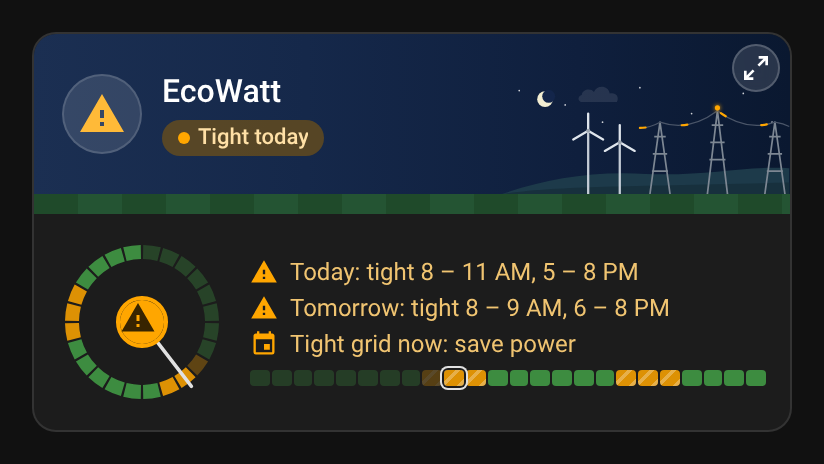 EcoWatt
Tight today
Today: tight 8 – 11 AM, 5 – 8 PM
Tomorrow: tight 8 – 9 AM, 6 – 8 PM
Tight grid now: save power